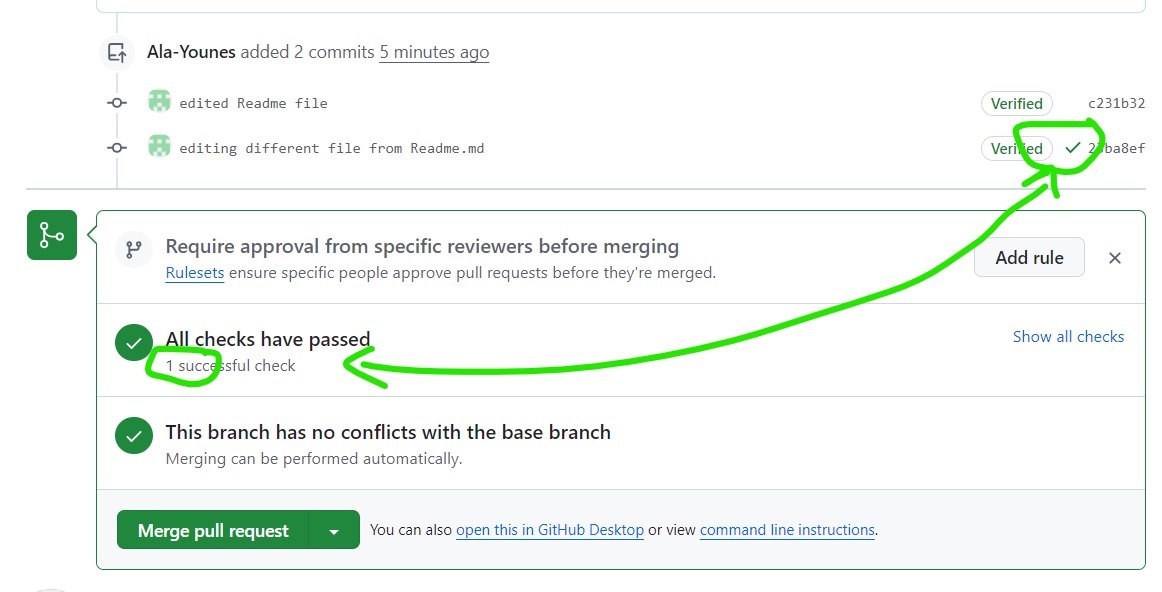 Ala-Younes added 2 commits 5 minutes ago
edited Readme file Verified c231b32
editing different file from Readme.md Verified
Require approval from specific reviewers before merging
Rulesets ensure specific people approve pull requests before they're merged.
Add rule
All checks have passed
1 successful check
Show all checks
This branch has no conflicts with the base branch
Merging can be performed automatically.
Merge pull request You can also open this in GitHub Desktop or view command line instructions.